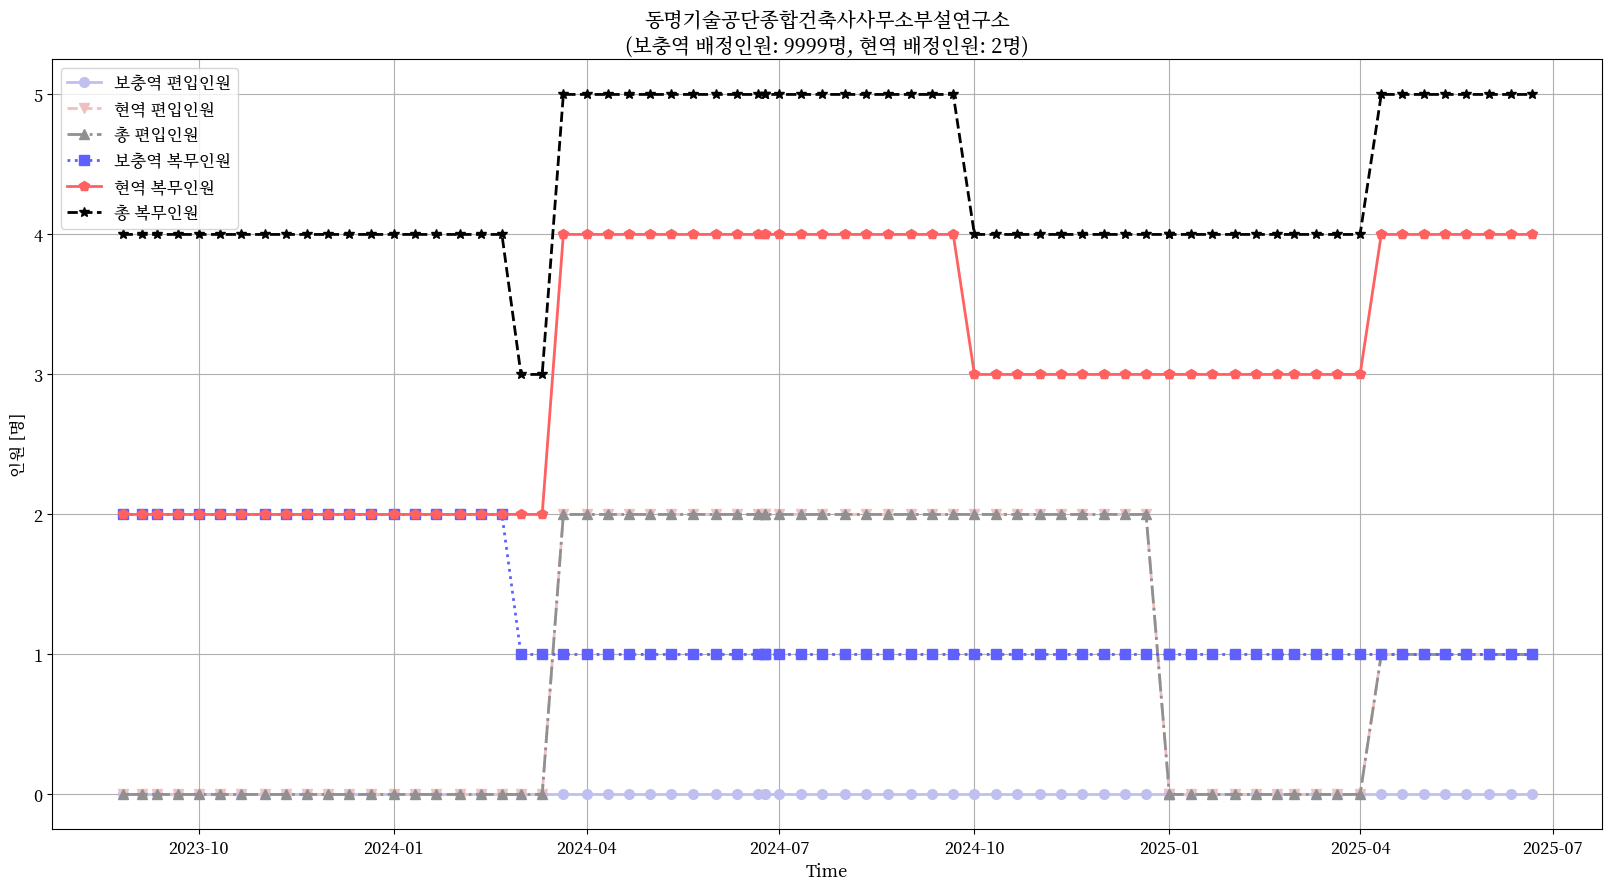 동명기술공단종합건축사사무소부설연구소
(보충역 배정인원: 9999명, 현역 배정인원: 2명)
보충역 편입인원
현역 편입인원
총 편입인원
보충역 복무인원
현역 복무인원
총 복무인원
인원 [명]
5
4
3
2
1
0
2023-10
2024-01
2024-04
2024-07
2024-10
2025-01
2025-04
2025-07
Time